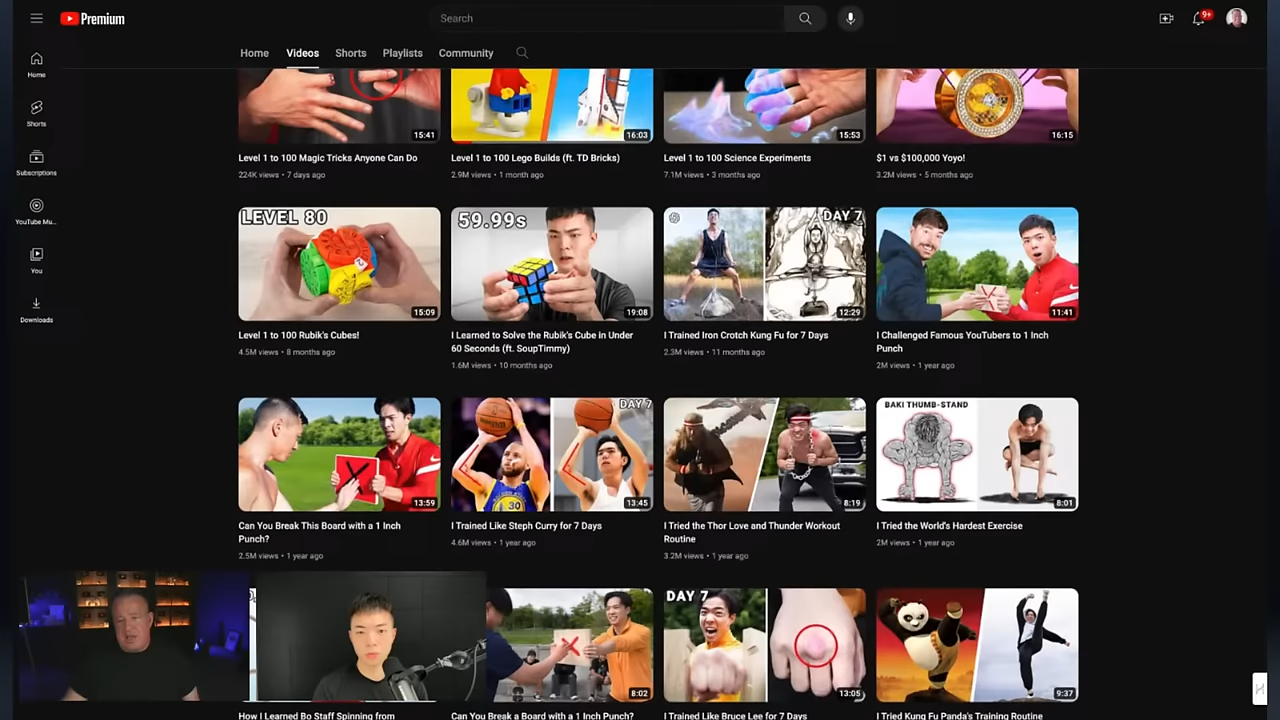 Premium
Search
9+
Home
Videos
Shorts
Playlists
Community
Home
Shorts
Subscriptions
YouTube Mu...
You
Downloads
15:41
16:03
15:53
16:15
Level 1 to 100 Magic Tricks Anyone Can Do
224K views • 7 days ago
Level 1 to 100 Lego Builds (ft. TD Bricks)
2.9M views • 1 month ago
Level 1 to 100 Science Experiments
7.1M views • 3 months ago
$1 vs $100,000 Yoyo!
3.2M views • 5 months ago
LEVEL 80
15:09
59.99s
19:08
DAY 7
12:29
11:41
Level 1 to 100 Rubik's Cubes!
4.5M views • 8 months ago
I Learned to Solve the Rubik's Cube in Under
60 Seconds (ft. SoupTimmy)
1.6M views • 10 months ago
I Trained Iron Crotch Kung Fu for 7 Days
2.3M views • 11 months ago
I Challenged Famous YouTubers to 1 Inch
Punch
2M views • 1 year ago
13:59
DAY 7
30
13:45
8:19
BAKI THUMB-STAND
8:01
Can You Break This Board with a 1 Inch
Punch?
2.5M views • 1 year ago
I Trained Like Steph Curry for 7 Days
4.6M views • 1 year ago
I Tried the Thor Love and Thunder Workout
Routine
3.2M views • 1 year ago
I Tried the World's Hardest Exercise
2M views • 1 year ago
8:02
DAY 7
13:05
9:37
How I Learned Bo Staff Spinning from
Can You Break a Board with a 1 Inch Punch?
I Trained Like Bruce Lee for 7 Days
I Tried Kung Fu Panda's Training Routine